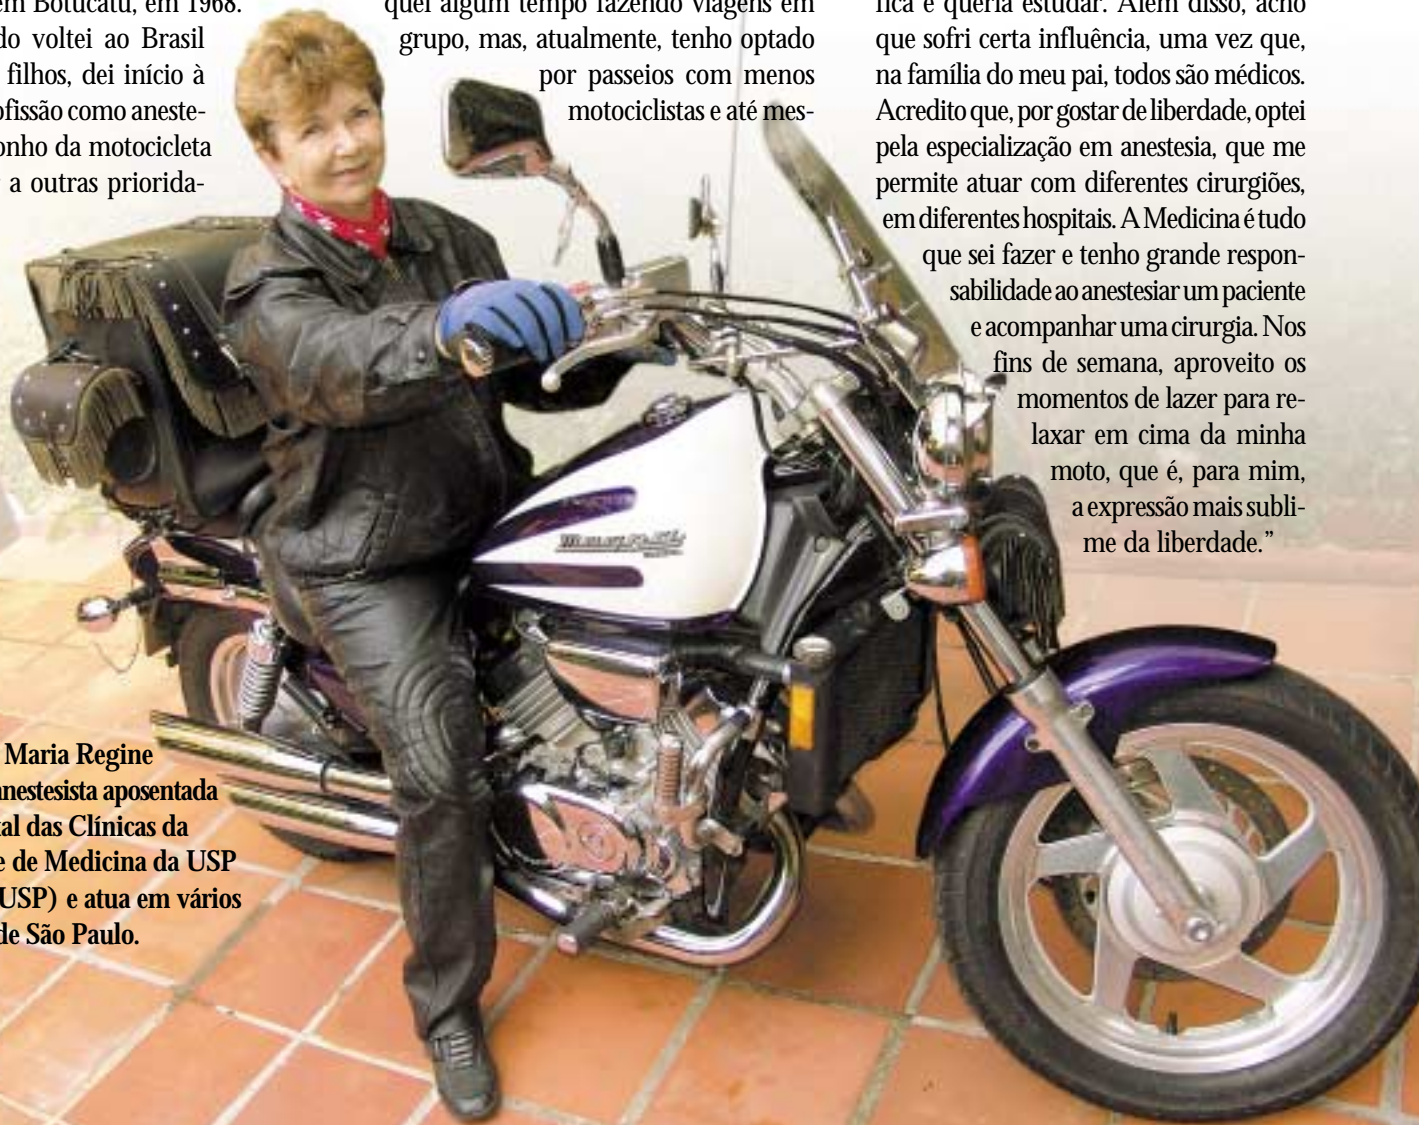 em Botucatu, em 1968.
do voltei ao Brasil
filhos, dei início à
ofissão como aneste-
onho da motocicleta
a outras priorida-
quei algum tempo fazendo viagens em
grupo, mas, atualmente, tenho optado
por passeios com menos
motociclistas e até mes-
fica e queria estudar. Além disso, acho
que sofri certa influência, uma vez que,
na família do meu pai, todos são médicos.
Acredito que, por gostar de liberdade, optei
pela especialização em anestesia, que me
permite atuar com diferentes cirurgiões,
em diferentes hospitais. A Medicina é tudo
que sei fazer e tenho grande respon-
sabilidade ao anestesiar um paciente
e acompanhar uma cirurgia. Nos
fins de semana, aproveito os
momentos de lazer para re-
laxar em cima da minha
moto, que é, para mim,
a expressão mais subli-
me da liberdade.”
Maria Regine
anestesista aposentada
tal das Clínicas da
e de Medicina da USP
USP) e atua em vários
de São Paulo.